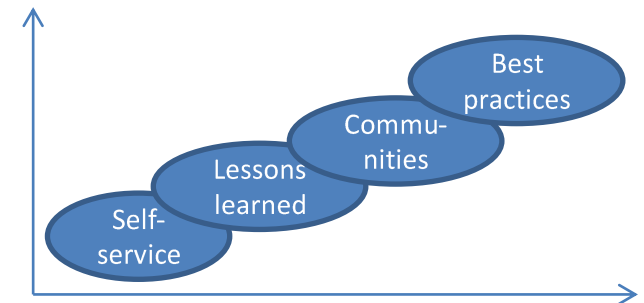 Best
practices
Commu-
nities
Lessons
learned
Self-
service